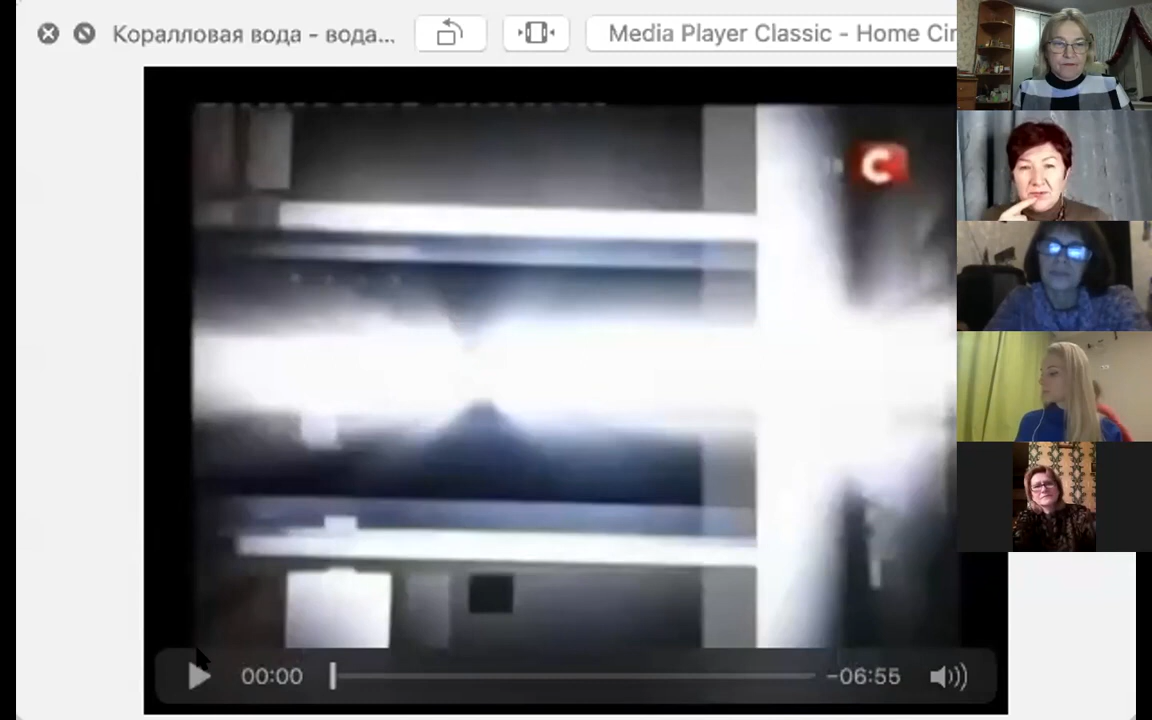 Коралловая вода - вода...
Media Player Classic - Home Cin
C
00:00
-06:55